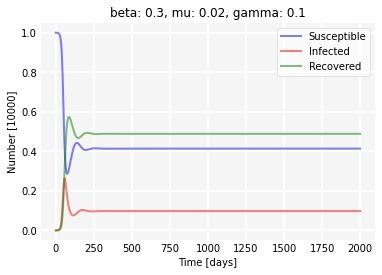 beta: 0.3, mu: 0.02, gamma: 0.1
Susceptible
Infected
Recovered
Number [10000]
1.0
0.8
0.6
0.4
0.2
0.0
0 250 500 750 1000 1250 1500 1750 2000
Time [days]